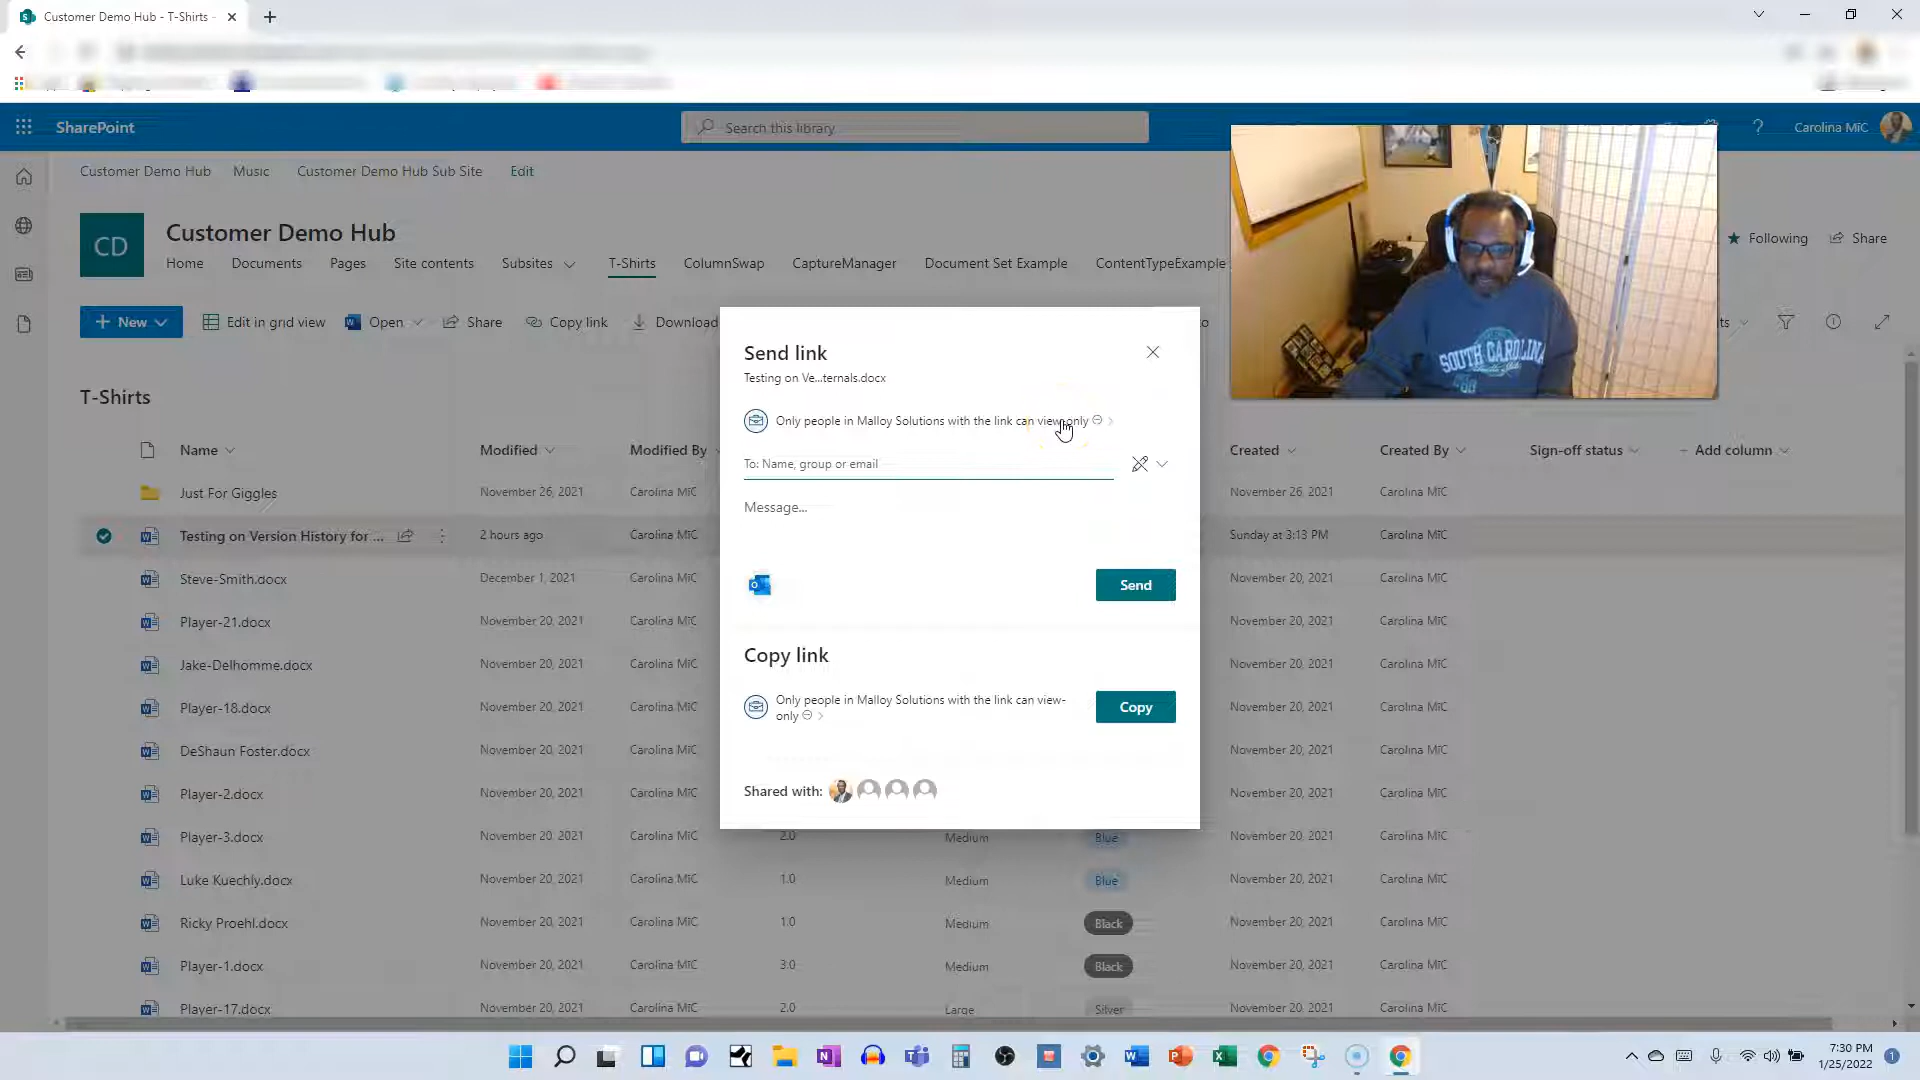 Customer Demo Hub - T-Shirts -
SharePoint
Search this library
Carolina MiC
Customer Demo Hub
Music
Customer Demo Hub Sub Site
Edit
CD
Customer Demo Hub
Following
Share
Home
Documents
Pages
Site contents
Subsites
T-Shirts
ColumnSwap
CaptureManager
Document Set Example
ContentTypeExample
New
Edit in grid view
Open
Share
Copy link
Download
T-Shirts
Name
Modified
Modified By
Created
Created By
Sign-off status
Add column
Just For Giggles
November 26, 2021
Carolina MiC
November 26, 2021
Carolina MiC
Testing on Version History for ...
2 hours ago
Carolina MiC
Sunday at 3:13 PM
Carolina MiC
Steve-Smith.docx
December 1, 2021
Carolina MiC
November 20, 2021
Carolina MiC
Player-21.docx
November 20, 2021
Carolina MiC
November 20, 2021
Carolina MiC
Jake-Delhomme.docx
November 20, 2021
Carolina MiC
November 20, 2021
Carolina MiC
Player-18.docx
November 20, 2021
Carolina MiC
November 20, 2021
Carolina MiC
DeShaun Foster.docx
November 20, 2021
Carolina MiC
November 20, 2021
Carolina MiC
Player-2.docx
November 20, 2021
Carolina MiC
November 20, 2021
Carolina MiC
Player-3.docx
November 20, 2021
Carolina MiC
2.0
Medium
Blue
November 20, 2021
Carolina MiC
Luke Kuechly.docx
November 20, 2021
Carolina MiC
1.0
Medium
Blue
November 20, 2021
Carolina MiC
Ricky Proehl.docx
November 20, 2021
Carolina MiC
1.0
Medium
Black
November 20, 2021
Carolina MiC
Player-1.docx
November 20, 2021
Carolina MiC
3.0
Medium
Black
November 20, 2021
Carolina MiC
Player-17.docx
November 20, 2021
Carolina MiC
2.0
Large
Silver
November 20, 2021
Carolina MiC
Send link
Testing on Ve...ternals.docx
Only people in Malloy Solutions with the link can view-only
To: Name, group or email
Message...
Send
Copy link
Only people in Malloy Solutions with the link can view-
only
Copy
Shared with:
SOUTH CAROLINA
7:30 PM
1/25/2022
1